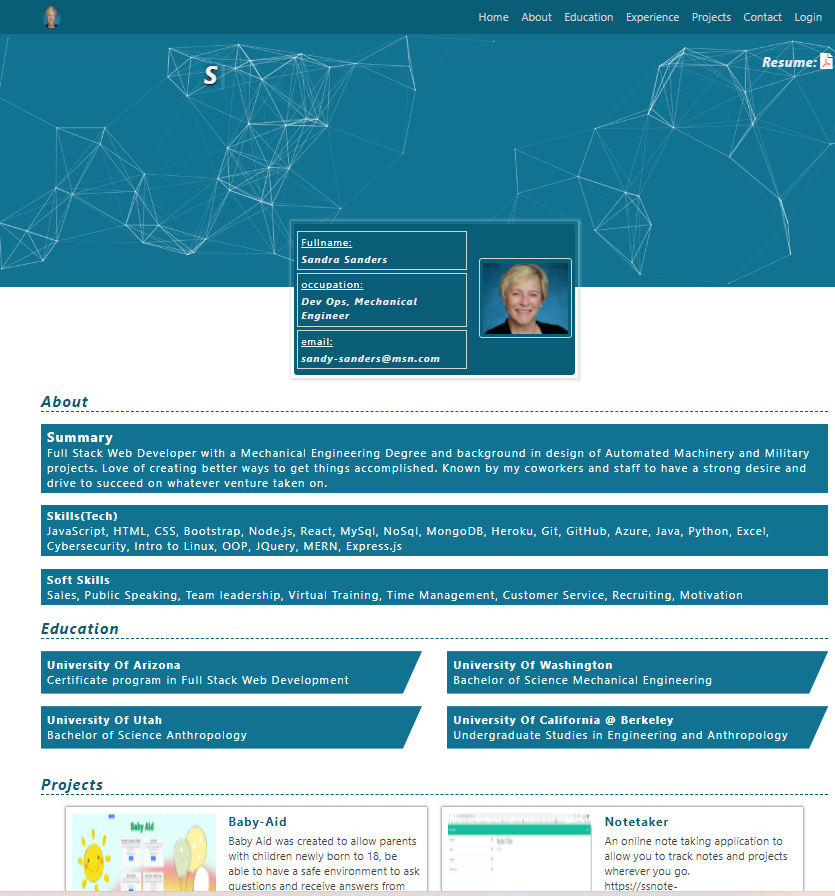 Home About Education Experience Projects Contact Login
Resume:
S
Fullname:
Sandra Sanders
occupation:
Dev Ops, Mechanical
Engineer
email:
sandy-sanders@msn.com
About
Summary
Full Stack Web Developer with a Mechanical Engineering Degree and background in design of Automated Machinery and Military
projects. Love of creating better ways to get things accomplished. Known by my coworkers and staff to have a strong desire and
drive to succeed on whatever venture taken on.
Skills(Tech)
JavaScript, HTML, CSS, Bootstrap, Node.js, React, MySql, NoSql, MongoDB, Heroku, Git, GitHub, Azure, Java, Python, Excel,
Cybersecurity, Intro to Linux, OOP, JQuery, MERN, Express.js
Soft Skills
Sales, Public Speaking, Team leadership, Virtual Training, Time Management, Customer Service, Recruiting, Motivation
Education
University Of Arizona
Certificate program in Full Stack Web Development
University Of Washington
Bachelor of Science Mechanical Engineering
University Of Utah
Bachelor of Science Anthropology
University Of California @ Berkeley
Undergraduate Studies in Engineering and Anthropology
Projects
Baby Aid
Baby-Aid
Baby Aid was created to allow parents
with children newly born to 18, be
able to have a safe environment to ask
questions and receive answers from
Notetaker
An online note taking application to
allow you to track notes and projects
wherever you go.
https://ssnote-